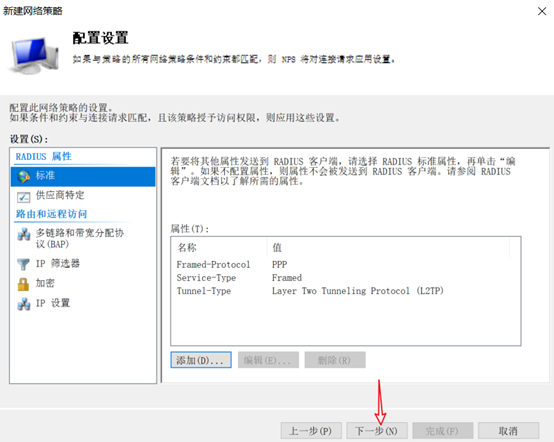 新建网络策略
配置设置
如果与策略的所有网络策略条件和约束都匹配，则 NPS 将对连接请求应用设置。
配置此网络策略的设置。
如果条件和约束与连接请求匹配，且该策略授予访问权限，则应用这些设置。
设置(S):
RADIUS 属性
标准
供应商特定
路由和远程访问
多链路和带宽分配协
议(BAP)
IP 筛选器
加密
IP 设置
若要将其他属性发送到 RADIUS 客户端，请选择 RADIUS 标准属性，再单击“编
辑”。如果不配置属性，则属性不会被发送到 RADIUS 客户端。请参阅 RADIUS
客户端文档以了解所需的属性。
属性(T):
名称 值
Framed-Protocol PPP
Service-Type Framed
Tunnel-Type Layer Two Tunneling Protocol (L2TP)
添加(D)... 编辑(E)... 删除(R)
上一步(P) 下一步(N) 完成(F) 取消